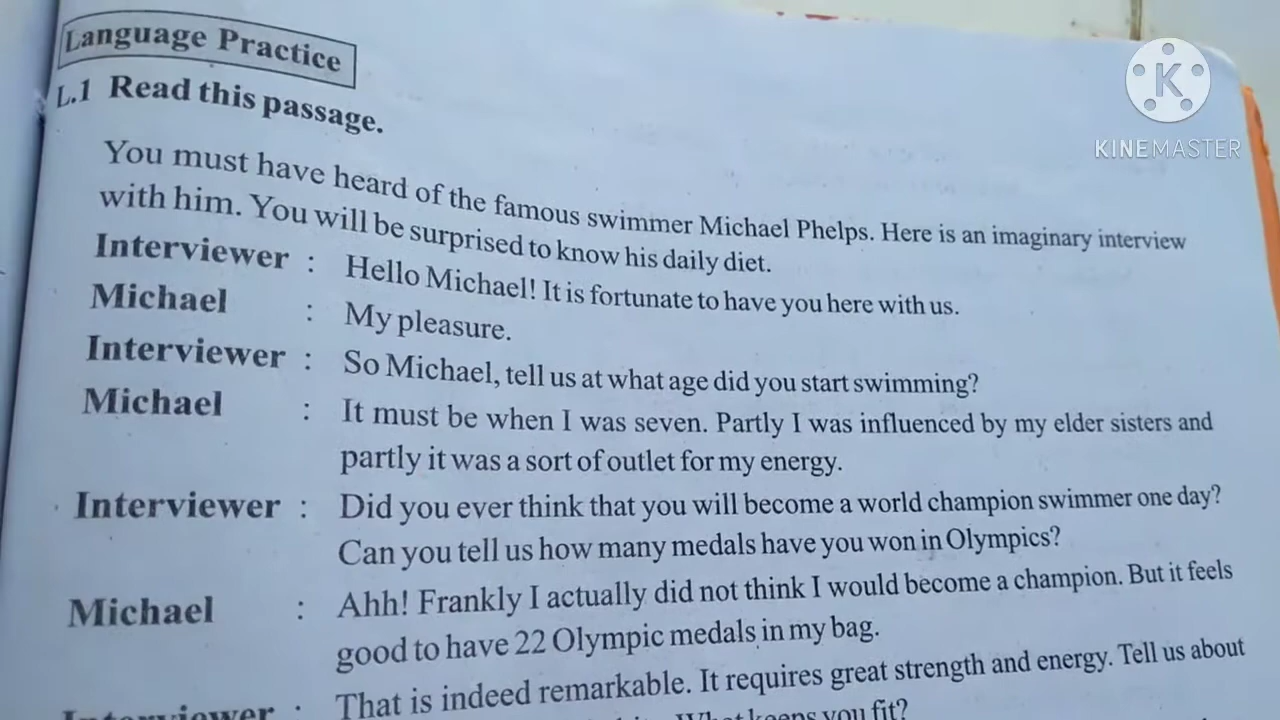 Language Practice
L.1 Read this passage.
You must have heard of the famous swimmer Michael Phelps. Here is an imaginary interview
with him. You will be surprised to know his daily diet.
Interviewer : Hello Michael! It is fortunate to have you here with us.
Michael : My pleasure.
Interviewer : So Michael, tell us at what age did you start swimming?
Michael : It must be when I was seven. Partly I was influenced by my elder sisters and
partly it was a sort of outlet for my energy.
Interviewer : Did you ever think that you will become a world champion swimmer one day?
Can you tell us how many medals have you won in Olympics?
Michael : Ahh! Frankly I actually did not think I would become a champion. But it feels
good to have 22 Olympic medals in my bag.
Interviewer : That is indeed remarkable. It requires great strength and energy. Tell us about
What keeps you fit?
K
KINEMASTER